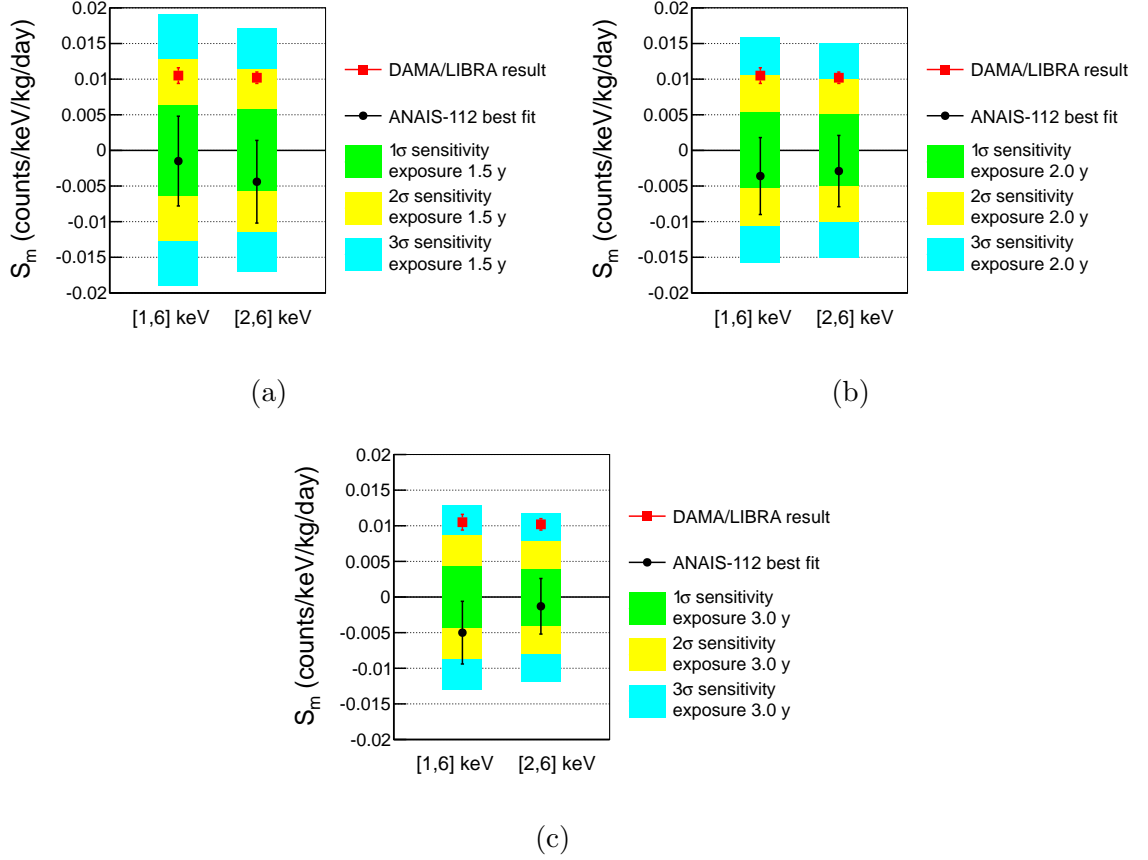 S_m (counts/keV/kg/day)
0.02
0.015
0.01
0.005
0
-0.005
-0.01
-0.015
-0.02
[1,6] keV
[2,6] keV
DAMA/LIBRA result
ANAIS-112 best fit
1σ sensitivity
exposure 1.5 y
2σ sensitivity
exposure 1.5 y
3σ sensitivity
exposure 1.5 y
(a)
S_m (counts/keV/kg/day)
0.02
0.015
0.01
0.005
0
-0.005
-0.01
-0.015
-0.02
[1,6] keV
[2,6] keV
DAMA/LIBRA result
ANAIS-112 best fit
1σ sensitivity
exposure 2.0 y
2σ sensitivity
exposure 2.0 y
3σ sensitivity
exposure 2.0 y
(b)
S_m (counts/keV/kg/day)
0.02
0.015
0.01
0.005
0
-0.005
-0.01
-0.015
-0.02
[1,6] keV
[2,6] keV
DAMA/LIBRA result
ANAIS-112 best fit
1σ sensitivity
exposure 3.0 y
2σ sensitivity
exposure 3.0 y
3σ sensitivity
exposure 3.0 y
(c)